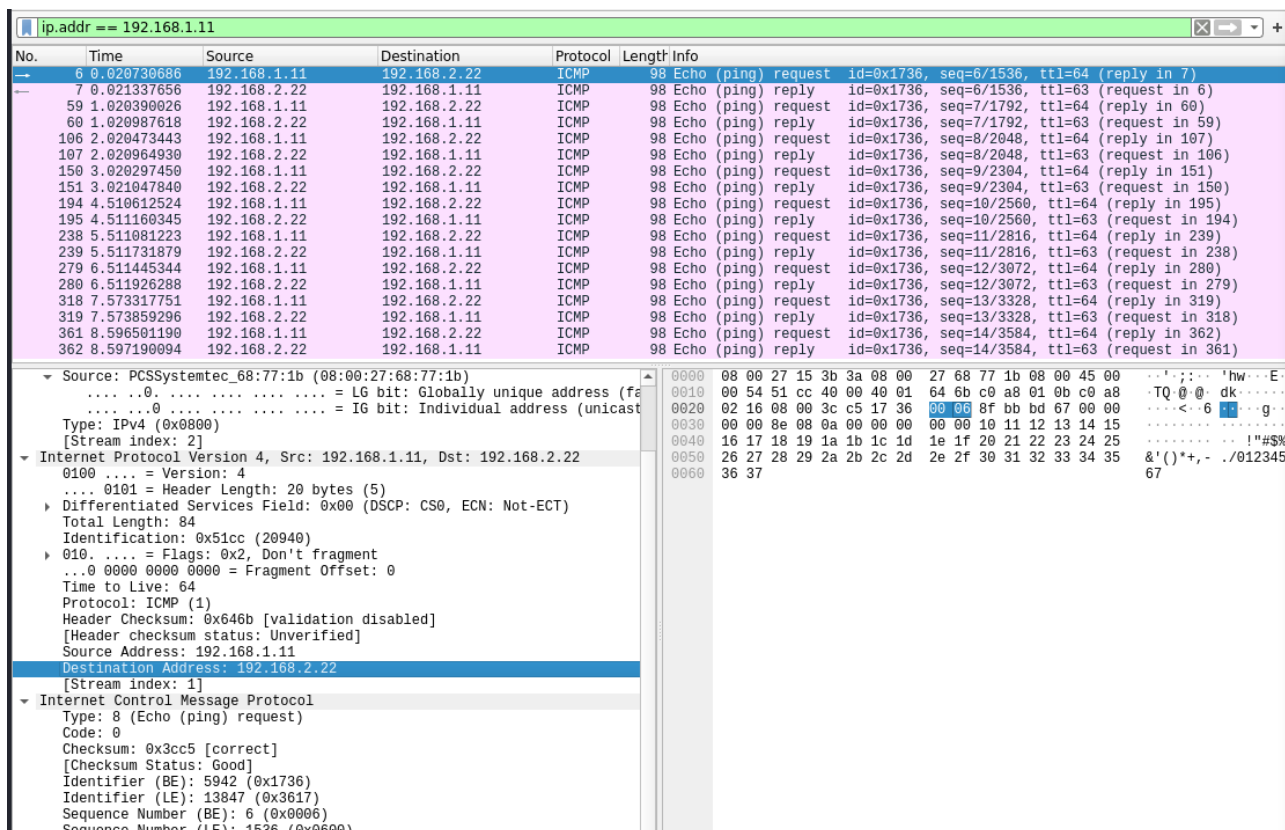 ip.addr == 192.168.1.11
No. Time Source Destination Protocol Length Info
6 0.020730686 192.168.1.11 192.168.2.22 ICMP 98 Echo (ping) request id=0x1736, seq=6/1536, ttl=64 (reply in 7)
7 0.021337656 192.168.2.22 192.168.1.11 ICMP 98 Echo (ping) reply id=0x1736, seq=6/1536, ttl=63 (request in 6)
59 1.020390026 192.168.1.11 192.168.2.22 ICMP 98 Echo (ping) request id=0x1736, seq=7/1792, ttl=64 (reply in 60)
60 1.020987618 192.168.2.22 192.168.1.11 ICMP 98 Echo (ping) reply id=0x1736, seq=7/1792, ttl=63 (request in 59)
106 2.020473443 192.168.1.11 192.168.2.22 ICMP 98 Echo (ping) request id=0x1736, seq=8/2048, ttl=64 (reply in 107)
107 2.020964930 192.168.2.22 192.168.1.11 ICMP 98 Echo (ping) reply id=0x1736, seq=8/2048, ttl=63 (request in 106)
150 3.020297450 192.168.1.11 192.168.2.22 ICMP 98 Echo (ping) request id=0x1736, seq=9/2304, ttl=64 (reply in 151)
151 3.021047840 192.168.2.22 192.168.1.11 ICMP 98 Echo (ping) reply id=0x1736, seq=9/2304, ttl=63 (request in 150)
194 4.510612524 192.168.1.11 192.168.2.22 ICMP 98 Echo (ping) request id=0x1736, seq=10/2560, ttl=64 (reply in 195)
195 4.511160345 192.168.2.22 192.168.1.11 ICMP 98 Echo (ping) reply id=0x1736, seq=10/2560, ttl=63 (request in 194)
238 5.511081223 192.168.1.11 192.168.2.22 ICMP 98 Echo (ping) request id=0x1736, seq=11/2816, ttl=64 (reply in 239)
239 5.511731879 192.168.2.22 192.168.1.11 ICMP 98 Echo (ping) reply id=0x1736, seq=11/2816, ttl=63 (request in 238)
279 6.511445344 192.168.1.11 192.168.2.22 ICMP 98 Echo (ping) request id=0x1736, seq=12/3072, ttl=64 (reply in 280)
280 6.511926288 192.168.2.22 192.168.1.11 ICMP 98 Echo (ping) reply id=0x1736, seq=12/3072, ttl=63 (request in 279)
318 7.573317751 192.168.1.11 192.168.2.22 ICMP 98 Echo (ping) request id=0x1736, seq=13/3328, ttl=64 (reply in 319)
319 7.573859296 192.168.2.22 192.168.1.11 ICMP 98 Echo (ping) reply id=0x1736, seq=13/3328, ttl=63 (request in 318)
361 8.596501190 192.168.1.11 192.168.2.22 ICMP 98 Echo (ping) request id=0x1736, seq=14/3584, ttl=64 (reply in 362)
362 8.597190094 192.168.2.22 192.168.1.11 ICMP 98 Echo (ping) reply id=0x1736, seq=14/3584, ttl=63 (request in 361)
Source: PCSSystemtec_68:77:1b (08:00:27:68:77:1b)
.... ..0. .... .... .... .... = LG bit: Globally unique address (fa
.... ...0 .... .... .... .... = IG bit: Individual address (unicast
Type: IPv4 (0x0800)
[Stream index: 2]
Internet Protocol Version 4, Src: 192.168.1.11, Dst: 192.168.2.22
0100 .... = Version: 4
.... 0101 = Header Length: 20 bytes (5)
Differentiated Services Field: 0x00 (DSCP: CS0, ECN: Not-ECT)
Total Length: 84
Identification: 0x51cc (20940)
010. .... = Flags: 0x2, Don't fragment
...0 0000 0000 0000 = Fragment Offset: 0
Time to Live: 64
Protocol: ICMP (1)
Header Checksum: 0x646b [validation disabled]
[Header checksum status: Unverified]
Source Address: 192.168.1.11
Destination Address: 192.168.2.22
[Stream index: 1]
Internet Control Message Protocol
Type: 8 (Echo (ping) request)
Code: 0
Checksum: 0x3cc5 [correct]
[Checksum Status: Good]
Identifier (BE): 5942 (0x1736)
Identifier (LE): 13847 (0x3617)
Sequence Number (BE): 6 (0x0006)
Sequence Number (LE): 1536 (0x0600)
0000 08 00 27 15 3b 3a 08 00 27 68 77 1b 08 00 45 00 ··'·;:·· 'hw···E·
0010 00 54 51 cc 40 00 40 01 64 6b c0 a8 01 0b c0 a8 ·TQ·@·@· dk······
0020 02 16 08 00 3c c5 17 36 00 06 8f bb bd 67 00 00 ····<··6 ·····g··
0030 00 00 8e 08 0a 00 00 00 00 00 10 11 12 13 14 15 ········ ········
0040 16 17 18 19 1a 1b 1c 1d 1e 1f 20 21 22 23 24 25 ········ ·· !"#$%
0050 26 27 28 29 2a 2b 2c 2d 2e 2f 30 31 32 33 34 35 &'()*+,- ./012345
0060 36 37 67